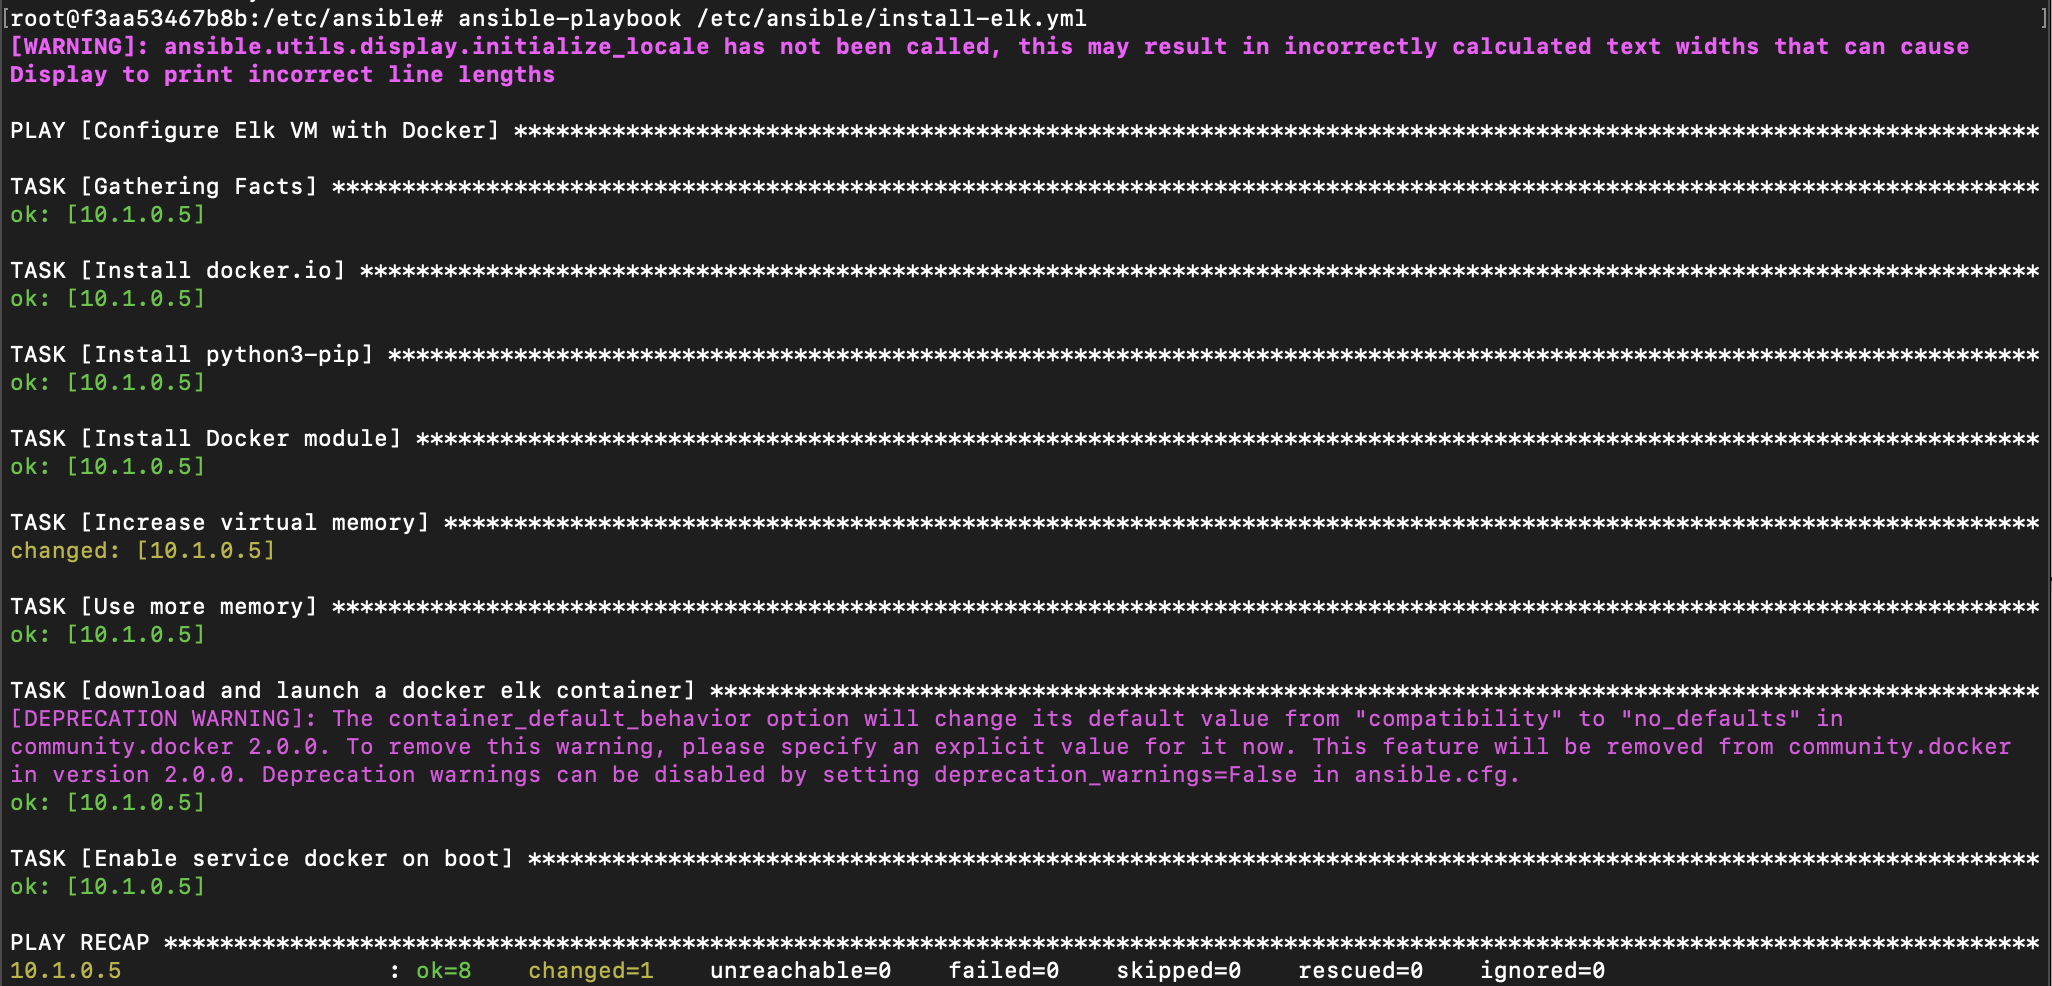 [root@f3aa53467b8b:/etc/ansible# ansible-playbook /etc/ansible/install-elk.yml ]
[WARNING]: ansible.utils.display.initialize_locale has not been called, this may result in incorrectly calculated text widths that can cause
Display to print incorrect line lengths
PLAY [Configure Elk VM with Docker] *************************************************************************************************************
TASK [Gathering Facts] **************************************************************************************************************************
ok: [10.1.0.5]
TASK [Install docker.io] ************************************************************************************************************************
ok: [10.1.0.5]
TASK [Install python3-pip] **********************************************************************************************************************
ok: [10.1.0.5]
TASK [Install Docker module] ********************************************************************************************************************
ok: [10.1.0.5]
TASK [Increase virtual memory] ******************************************************************************************************************
changed: [10.1.0.5]
TASK [Use more memory] **************************************************************************************************************************
ok: [10.1.0.5]
TASK [download and launch a docker elk container] ***********************************************************************************************
[DEPRECATION WARNING]: The container_default_behavior option will change its default value from "compatibility" to "no_defaults" in
community.docker 2.0.0. To remove this warning, please specify an explicit value for it now. This feature will be removed from community.docker
in version 2.0.0. Deprecation warnings can be disabled by setting deprecation_warnings=False in ansible.cfg.
ok: [10.1.0.5]
TASK [Enable service docker on boot] ************************************************************************************************************
ok: [10.1.0.5]
PLAY RECAP **************************************************************************************************************************************
10.1.0.5                   : ok=8    changed=1    unreachable=0    failed=0    skipped=0    rescued=0    ignored=0